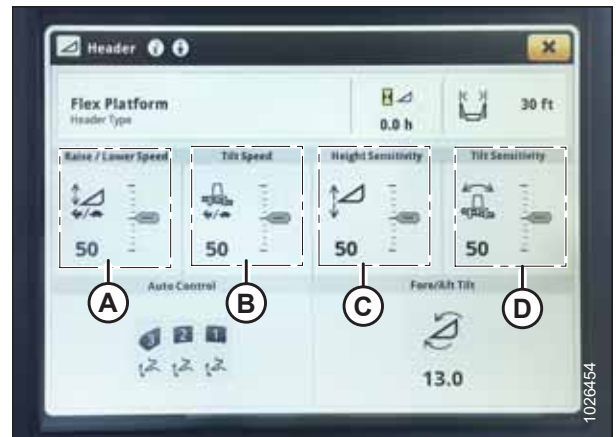 Header
Flex Platform
Header Type
0.0 h
30 ft
Raise / Lower Speed
Tilt Speed
Height Sensitivity
Tilt Sensitivity
50
50
50
50
A
B
C
D
Auto Control
Fore/Aft Tilt
3 2 1
13.0
1026454